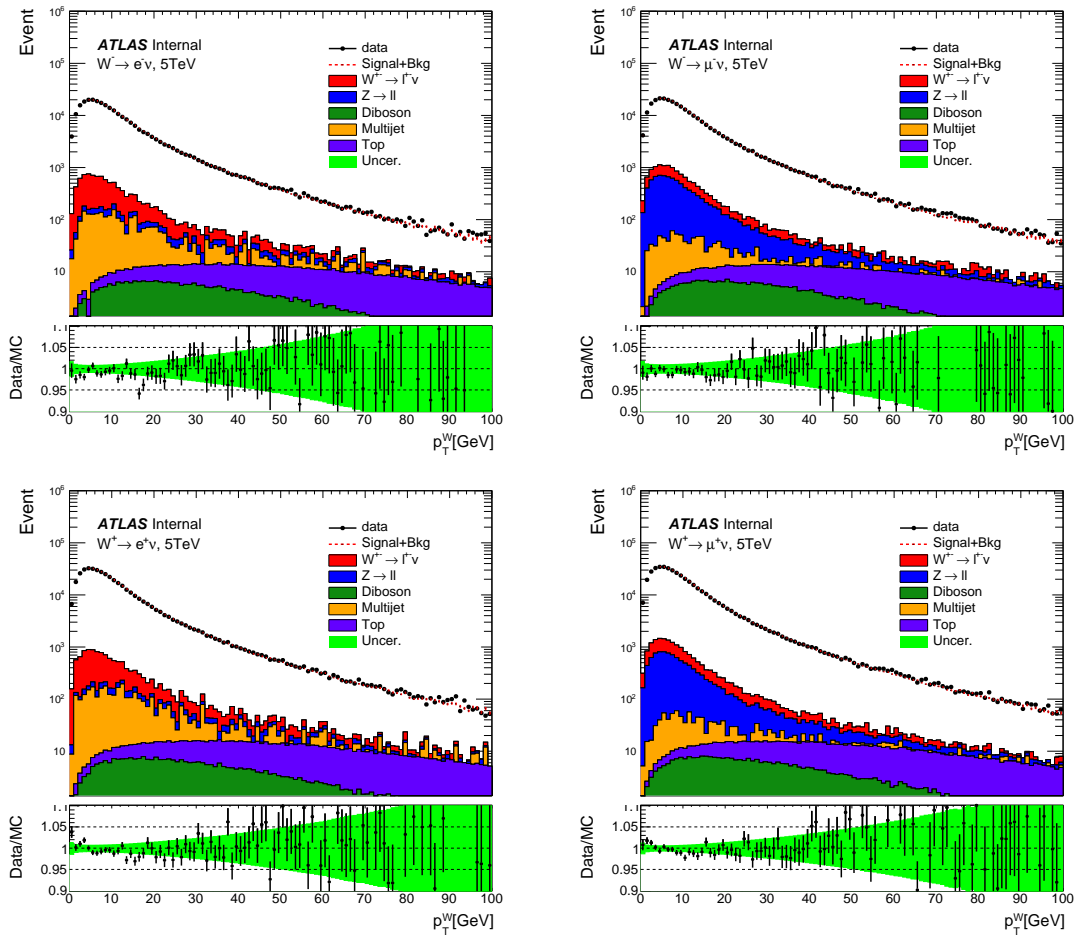 Event
10⁶
10⁵
10⁴
10³
10²
10
ATLAS Internal
W⁻→ e⁻ν, 5TeV
data
Signal+Bkg
W⁺⁻→ l⁺⁻v
Z → ll
Diboson
Multijet
Top
Uncer.
Data/MC
1.1
1.05
1
0.95
0.9
0 10 20 30 40 50 60 70 80 90 100
p_T^W[GeV]
Event
10⁶
10⁵
10⁴
10³
10²
10
ATLAS Internal
W⁻→ μ⁻ν, 5TeV
data
Signal+Bkg
W⁺⁻→ l⁺⁻v
Z → ll
Diboson
Multijet
Top
Uncer.
Data/MC
1.1
1.05
1
0.95
0.9
0 10 20 30 40 50 60 70 80 90 100
p_T^W[GeV]
Event
10⁶
10⁵
10⁴
10³
10²
10
ATLAS Internal
W⁺→ e⁺ν, 5TeV
data
Signal+Bkg
W⁺⁻→ l⁺⁻v
Z → ll
Diboson
Multijet
Top
Uncer.
Data/MC
1.1
1.05
1
0.95
0.9
0 10 20 30 40 50 60 70 80 90 100
p_T^W[GeV]
Event
10⁶
10⁵
10⁴
10³
10²
10
ATLAS Internal
W⁺→ μ⁺ν, 5TeV
data
Signal+Bkg
W⁺⁻→ l⁺⁻v
Z → ll
Diboson
Multijet
Top
Uncer.
Data/MC
1.1
1.05
1
0.95
0.9
0 10 20 30 40 50 60 70 80 90 100
p_T^W[GeV]